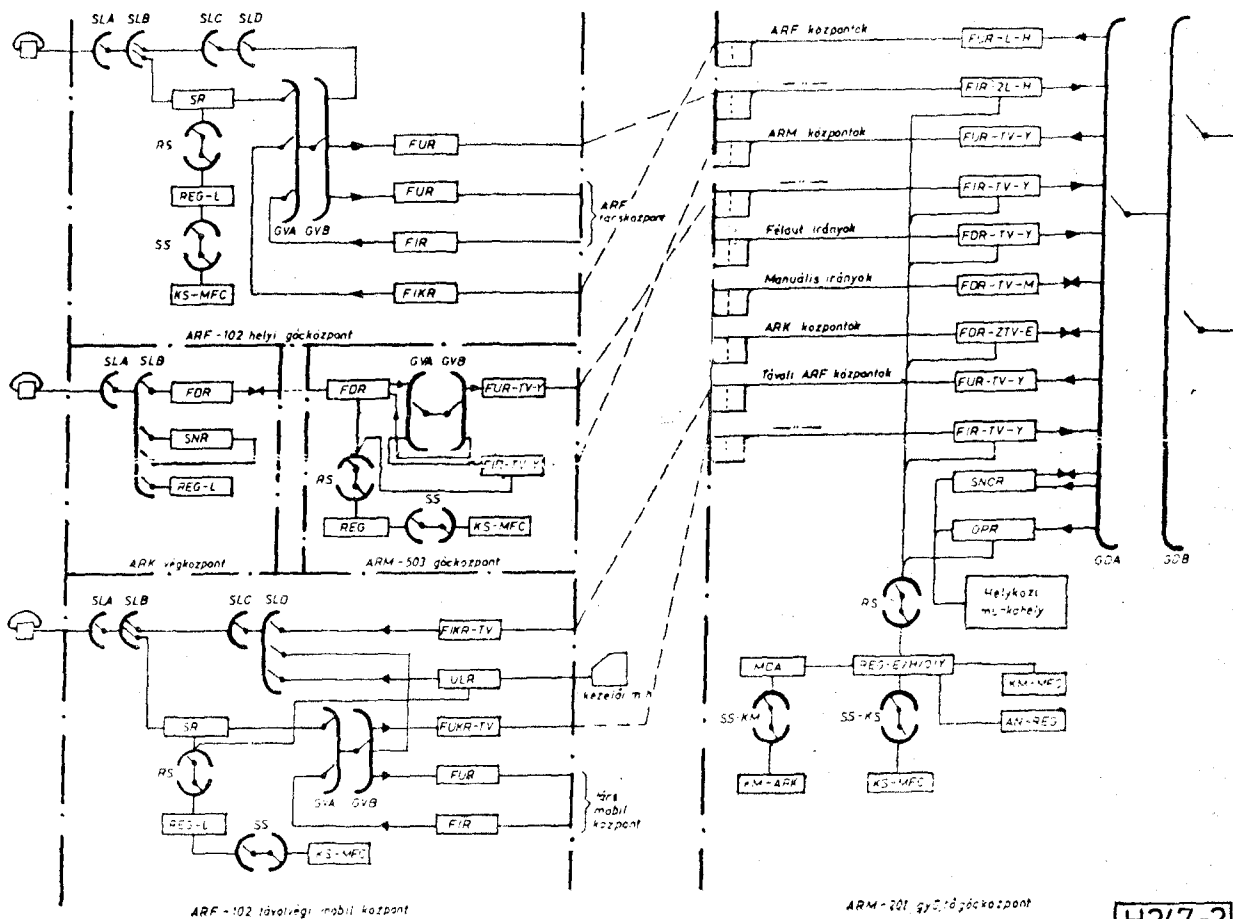 SLA SLB SLC SLD
SR
RS
REG-L
SS
KS-MFC
GVA GVB
FUR
FUR
FIR
FIKR
ARF társközpont
ARF-102 helyi gócközpont
SLA SLB
FDR
SNR
REG-L
ARK végközpont
FDR
GVA GVB
FUR-TV-Y
FIR-TV-Y
RS
REG
SS
KS-MFC
ARM-503 gócközpont
SLA SLB SLC SLD
FIKR-TV
ULR
kezelői m.h
FUKR-TV
SR
RS
GVA GVB
FUR
FIR
társ mobil központ
REG-L
SS
KS-MFC
ARF-102 távolvégi mobil központ
ARF központok
FUR-L-H
FIR-2L-H
ARM központok
FUR-TV-Y
FIR-TV-Y
Félaut irányok
FDR-TV-Y
Manuális irányok
FDR-TV-M
ARK központok
FDR-ZTV-E
Távoli ARF központok
FUR-TV-Y
FIR-TV-Y
SNCR
OPR
GDA GDB
RS
Helyközi munkahely
MCA
KM-MFC
SS-KM
SS-KS
AN-REG
KM-ARK
KS-MFC
ARM-201 gyűjtőgócközpont
H247-2